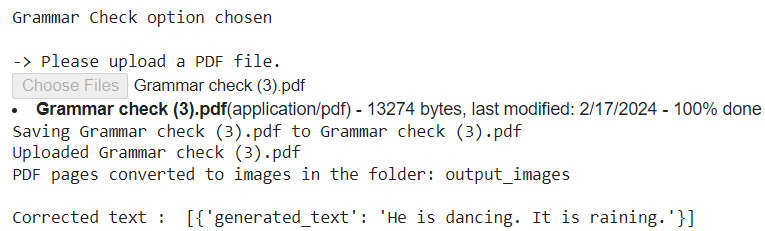 Grammar Check option chosen
-> Please upload a PDF file.
Choose Files Grammar check (3).pdf
• Grammar check (3).pdf(application/pdf) - 13274 bytes, last modified: 2/17/2024 - 100% done
Saving Grammar check (3).pdf to Grammar check (3).pdf
Uploaded Grammar check (3).pdf
PDF pages converted to images in the folder: output_images
Corrected text :  [{'generated_text': 'He is dancing. It is raining.'}]